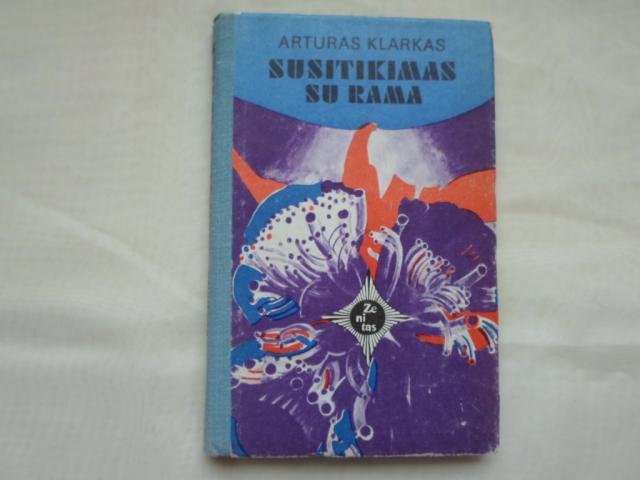 ARTURAS KLARKAS
SUSITIKIMAS
SU RAMA
Ze
ni
tas